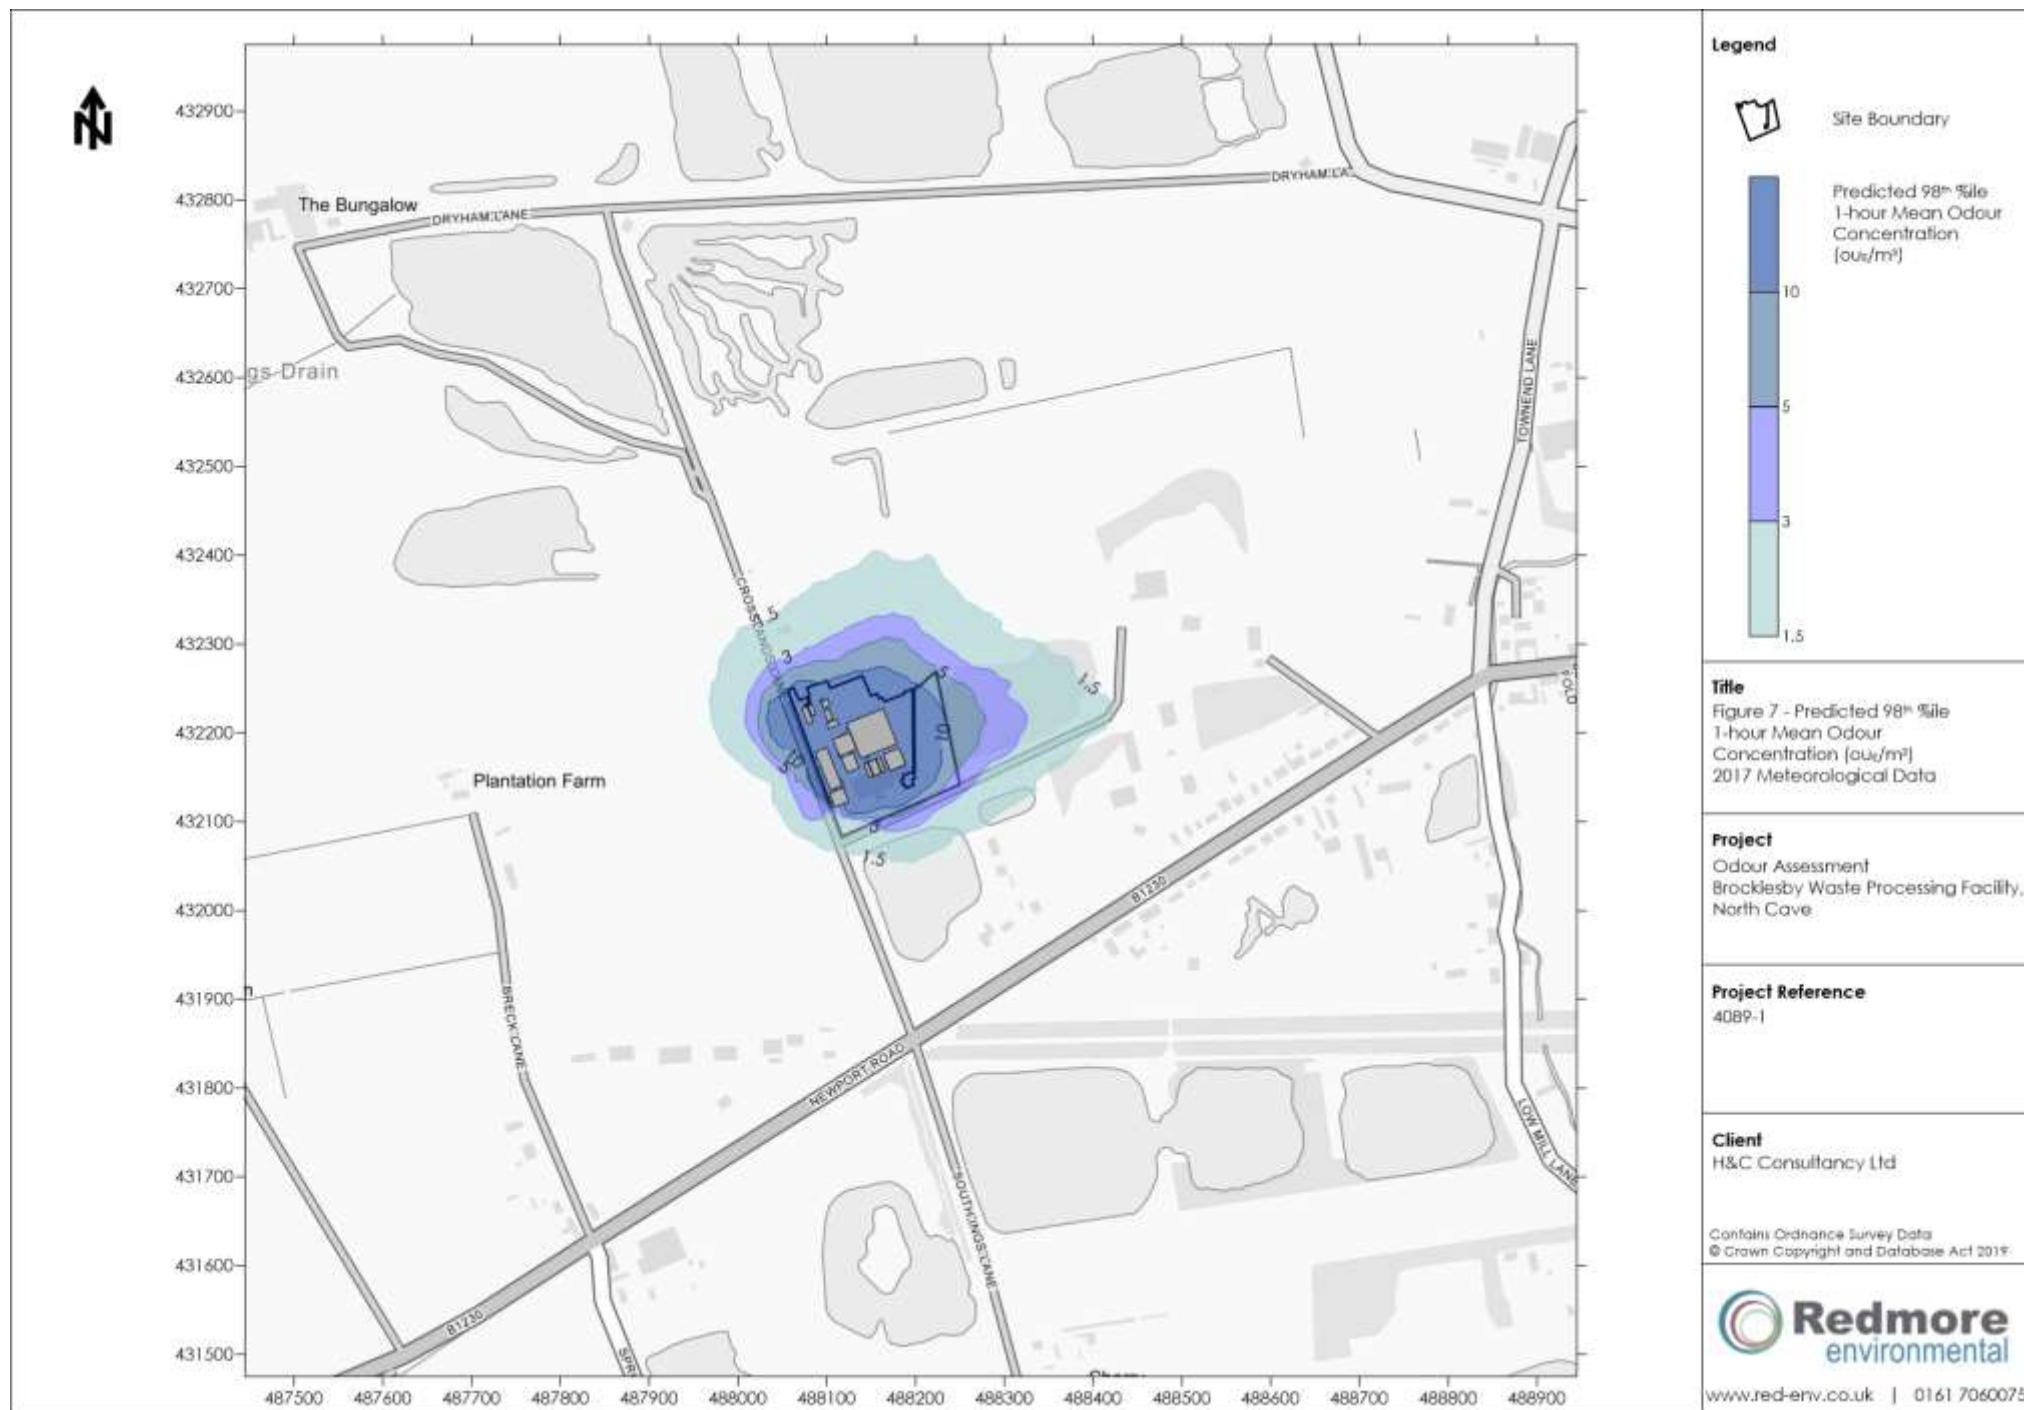 N
432900
432800
432700
432600
432500
432400
432300
432200
432100
432000
431900
431800
431700
431600
431500
487500
487600
487700
487800
487900
488000
488100
488200
488300
488400
488500
488600
488700
488800
488900
The Bungalow
DRYHAM LANE
DRYHAM LA
gs Drain
TOWNEND LANE
1.5
3
5
10
1.5
5
3
1.5
Plantation Farm
B1230
BRECK LANE
NEWPORT ROAD
LOW MILL LANE
SOUTH INGS LANE
B1230
SPRI
Legend
Site Boundary
Predicted 98th %ile
1-hour Mean Odour
Concentration
(ouE/m³)
10
5
3
1.5
Title
Figure 7 - Predicted 98th %ile
1-hour Mean Odour
Concentration (ouE/m³)
2017 Meteorological Data
Project
Odour Assessment
Brocklesby Waste Processing Facility,
North Cave
Project Reference
4089-1
Client
H&C Consultancy Ltd
Contains Ordnance Survey Data
© Crown Copyright and Database Act 2019
Redmore
environmental
www.red-env.co.uk | 0161 7060075